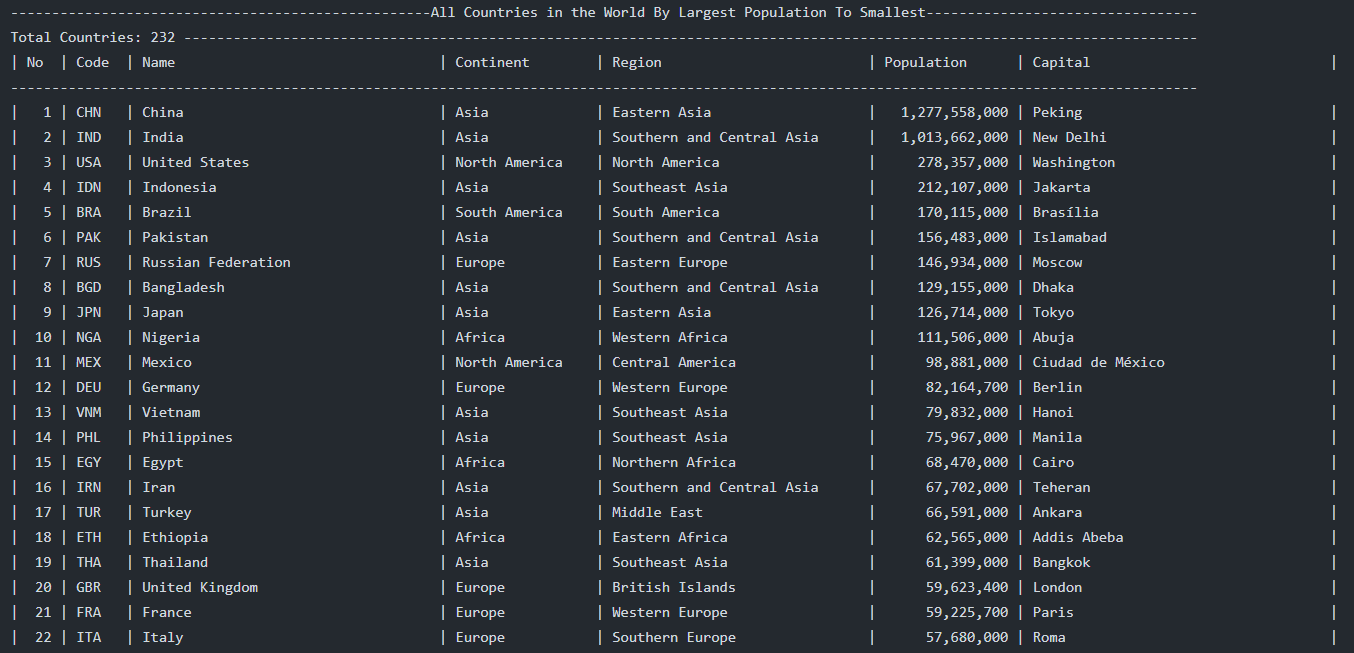 ---------------------------------------------------All Countries in the World By Largest Population To Smallest---------------------------------
Total Countries: 232 ---------------------------------------------------------------------------------------------------------------------------
| No | Code | Name | Continent | Region | Population | Capital |
------------------------------------------------------------------------------------------------------------------------------------------------
| 1 | CHN | China | Asia | Eastern Asia | 1,277,558,000 | Peking |
| 2 | IND | India | Asia | Southern and Central Asia | 1,013,662,000 | New Delhi |
| 3 | USA | United States | North America | North America | 278,357,000 | Washington |
| 4 | IDN | Indonesia | Asia | Southeast Asia | 212,107,000 | Jakarta |
| 5 | BRA | Brazil | South America | South America | 170,115,000 | Brasília |
| 6 | PAK | Pakistan | Asia | Southern and Central Asia | 156,483,000 | Islamabad |
| 7 | RUS | Russian Federation | Europe | Eastern Europe | 146,934,000 | Moscow |
| 8 | BGD | Bangladesh | Asia | Southern and Central Asia | 129,155,000 | Dhaka |
| 9 | JPN | Japan | Asia | Eastern Asia | 126,714,000 | Tokyo |
| 10 | NGA | Nigeria | Africa | Western Africa | 111,506,000 | Abuja |
| 11 | MEX | Mexico | North America | Central America | 98,881,000 | Ciudad de México |
| 12 | DEU | Germany | Europe | Western Europe | 82,164,700 | Berlin |
| 13 | VNM | Vietnam | Asia | Southeast Asia | 79,832,000 | Hanoi |
| 14 | PHL | Philippines | Asia | Southeast Asia | 75,967,000 | Manila |
| 15 | EGY | Egypt | Africa | Northern Africa | 68,470,000 | Cairo |
| 16 | IRN | Iran | Asia | Southern and Central Asia | 67,702,000 | Teheran |
| 17 | TUR | Turkey | Asia | Middle East | 66,591,000 | Ankara |
| 18 | ETH | Ethiopia | Africa | Eastern Africa | 62,565,000 | Addis Abeba |
| 19 | THA | Thailand | Asia | Southeast Asia | 61,399,000 | Bangkok |
| 20 | GBR | United Kingdom | Europe | British Islands | 59,623,400 | London |
| 21 | FRA | France | Europe | Western Europe | 59,225,700 | Paris |
| 22 | ITA | Italy | Europe | Southern Europe | 57,680,000 | Roma |